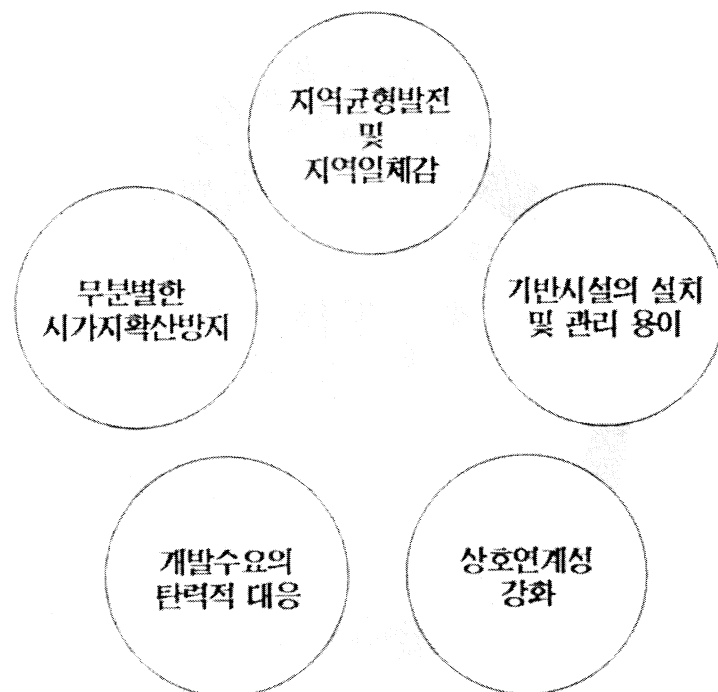 지역균형발전
및
지역일체감
무분별한
시가지확산방지
기반시설의 설치
및 관리 용이
개발수요의
탄력적 대응
상호연계성
강화